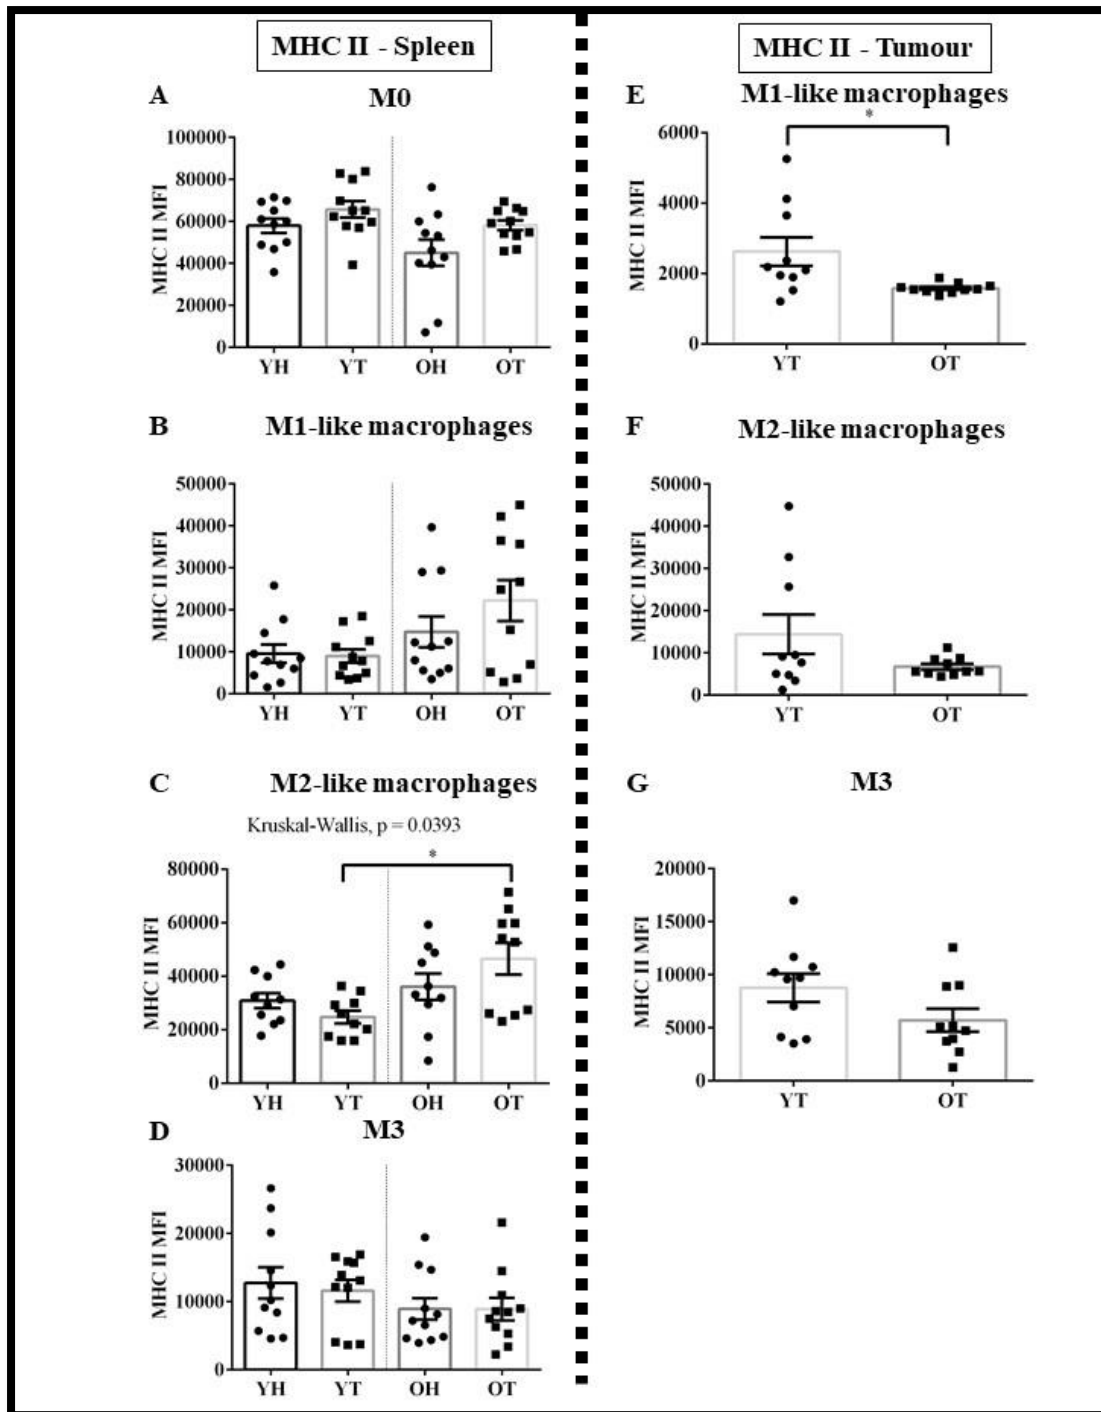 MHC II - Spleen
A
M0
MHC II MFI
100000
80000
60000
40000
20000
0
YH YT OH OT
B
M1-like macrophages
MHC II MFI
50000
40000
30000
20000
10000
0
YH YT OH OT
C
M2-like macrophages
Kruskal-Wallis, p = 0.0393
*
MHC II MFI
80000
60000
40000
20000
0
YH YT OH OT
D
M3
MHC II MFI
30000
20000
10000
0
YH YT OH OT
MHC II - Tumour
E
M1-like macrophages
*
MHC II MFI
6000
4000
2000
0
YT OT
F
M2-like macrophages
MHC II MFI
50000
40000
30000
20000
10000
0
YT OT
G
M3
MHC II MFI
20000
15000
10000
5000
0
YT OT